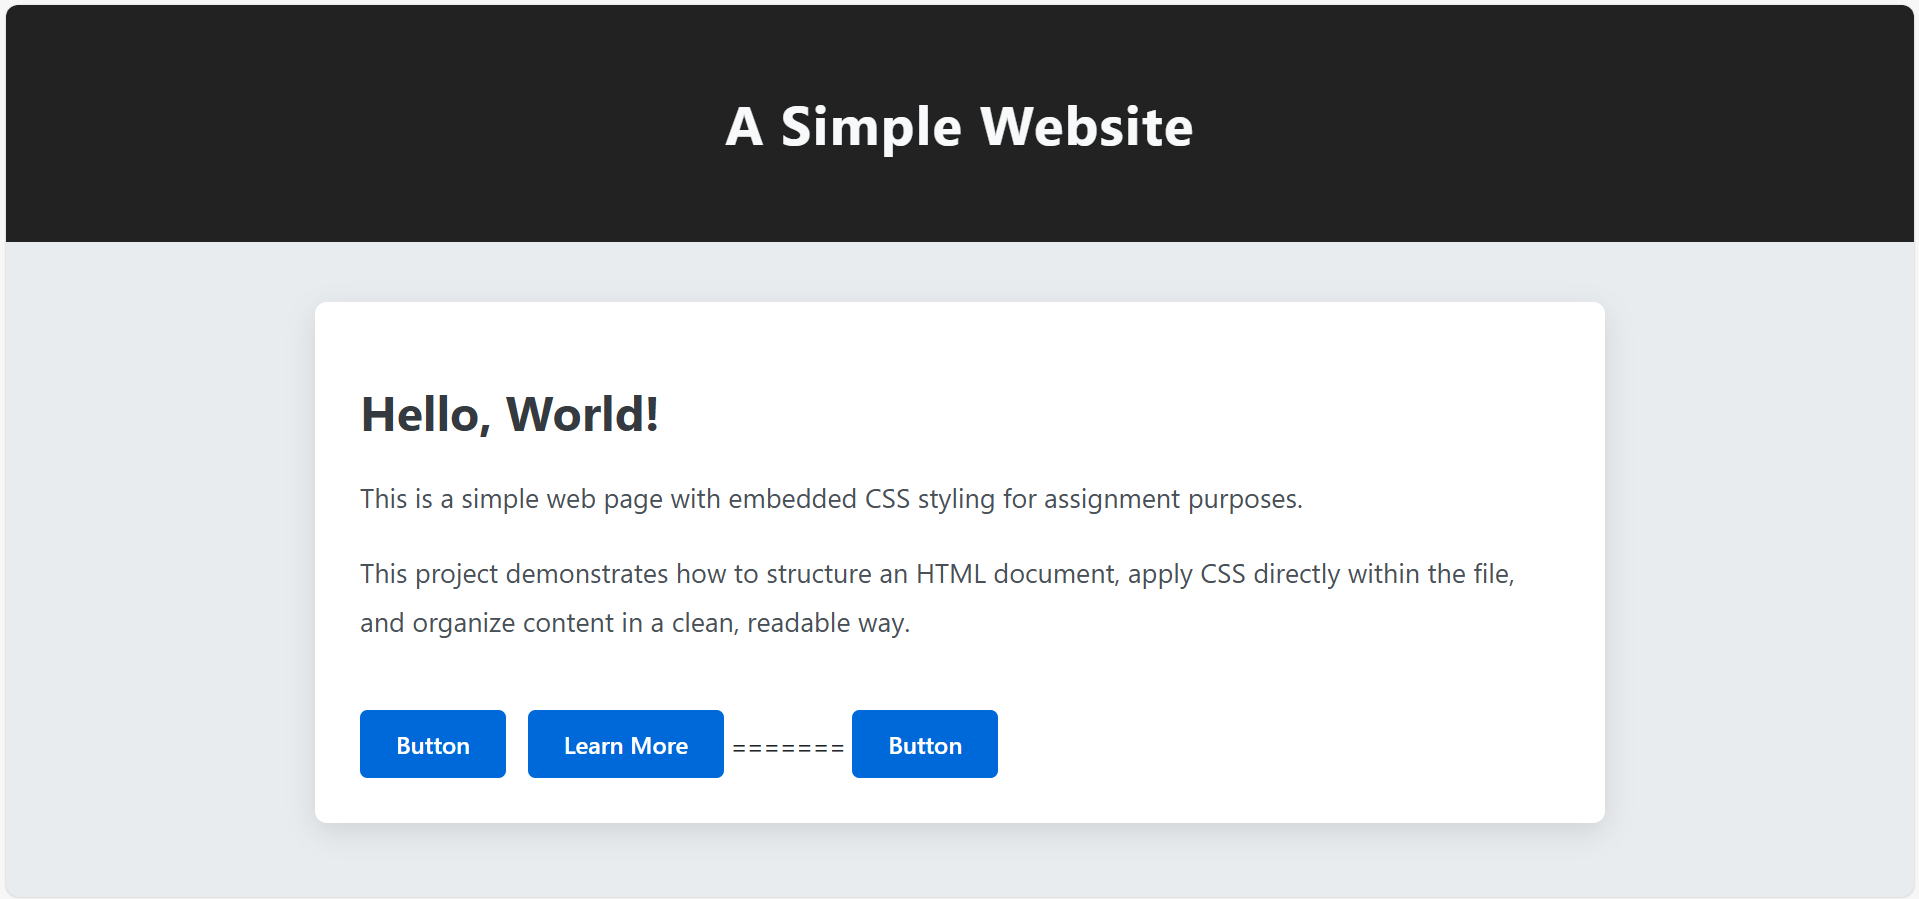 A Simple Website
Hello, World!
This is a simple web page with embedded CSS styling for assignment purposes.
This project demonstrates how to structure an HTML document, apply CSS directly within the file,
and organize content in a clean, readable way.
Button Learn More ======= Button